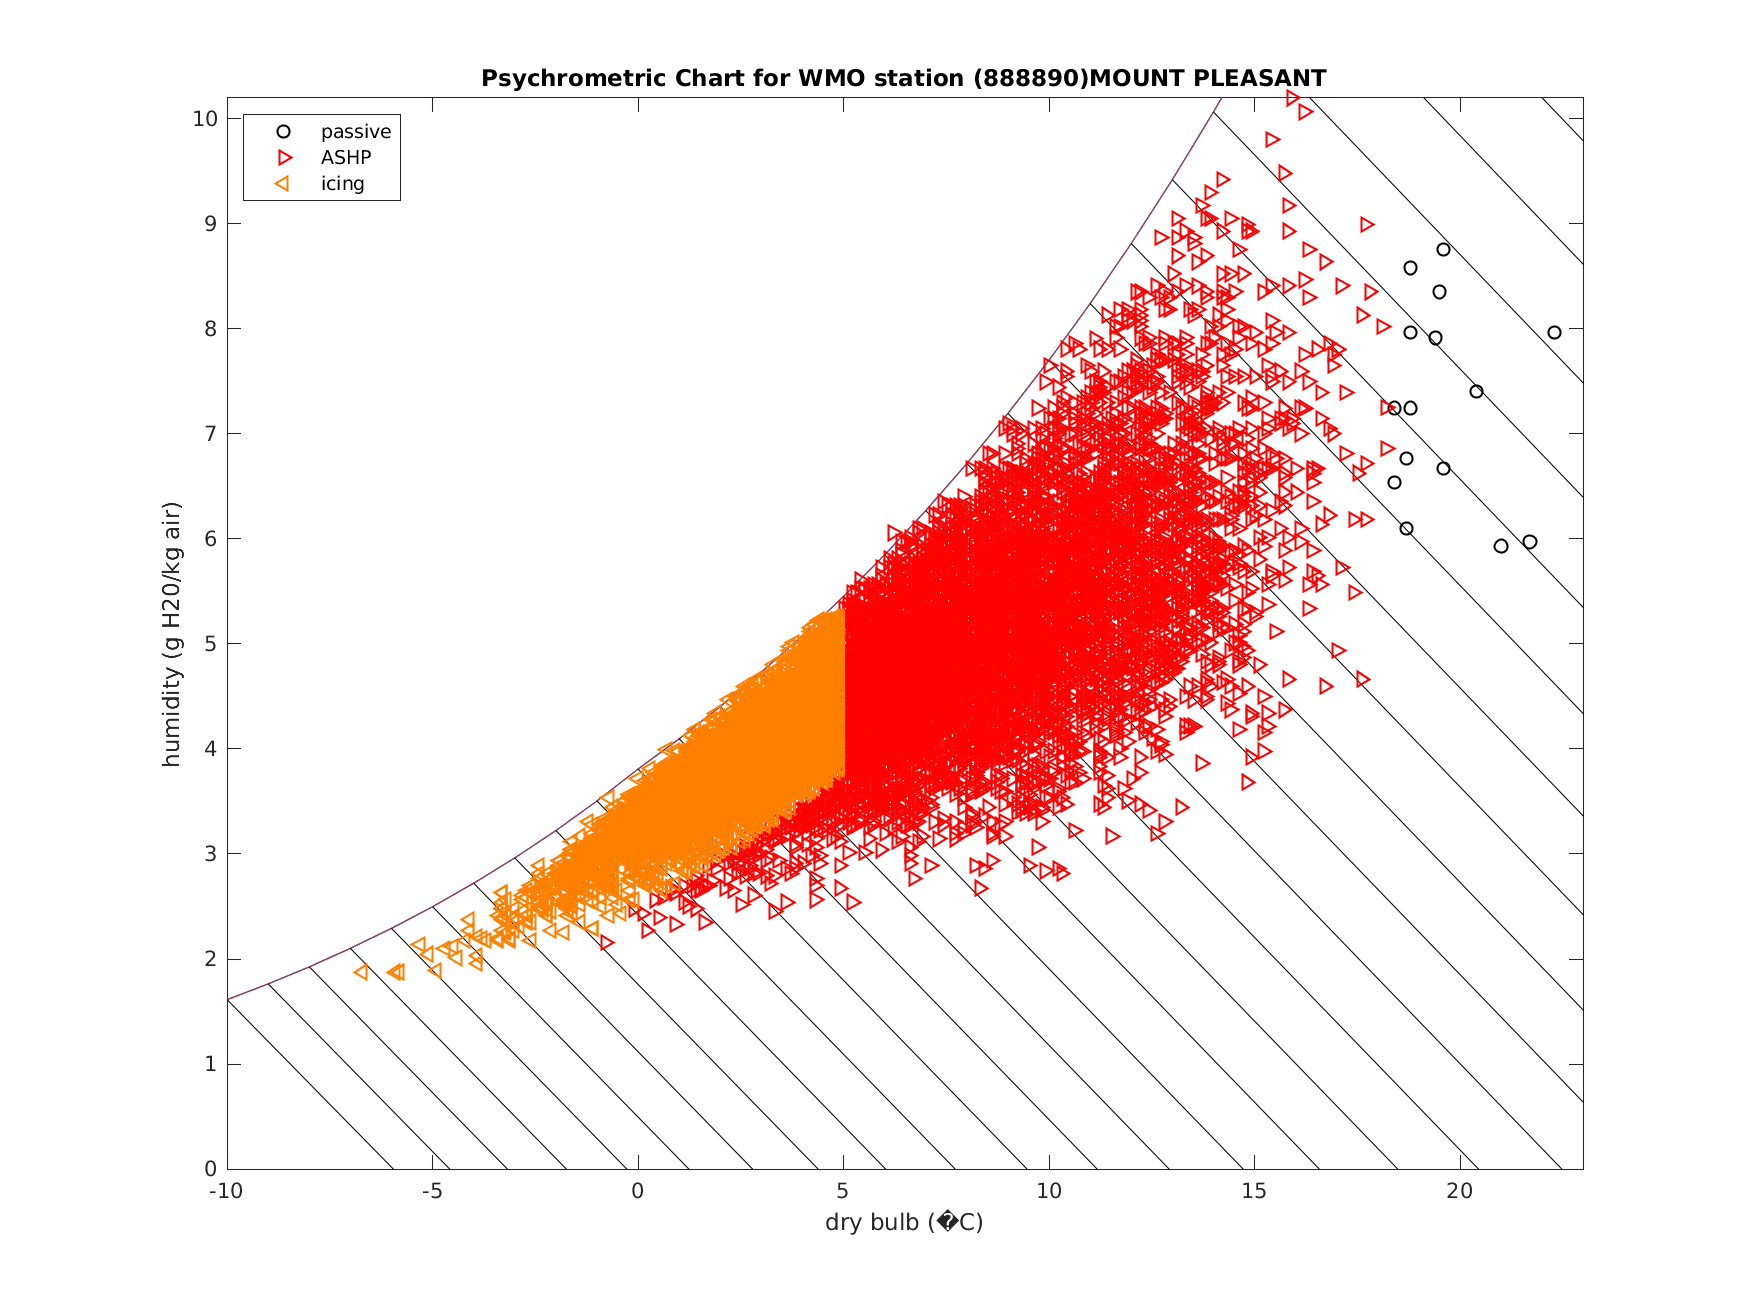 Psychrometric Chart for WMO station (888890)MOUNT PLEASANT
passive
ASHP
icing
10
9
8
7
6
5
4
3
2
1
0
humidity (g H20/kg air)
-10 -5 0 5 10 15 20
dry bulb (�C)